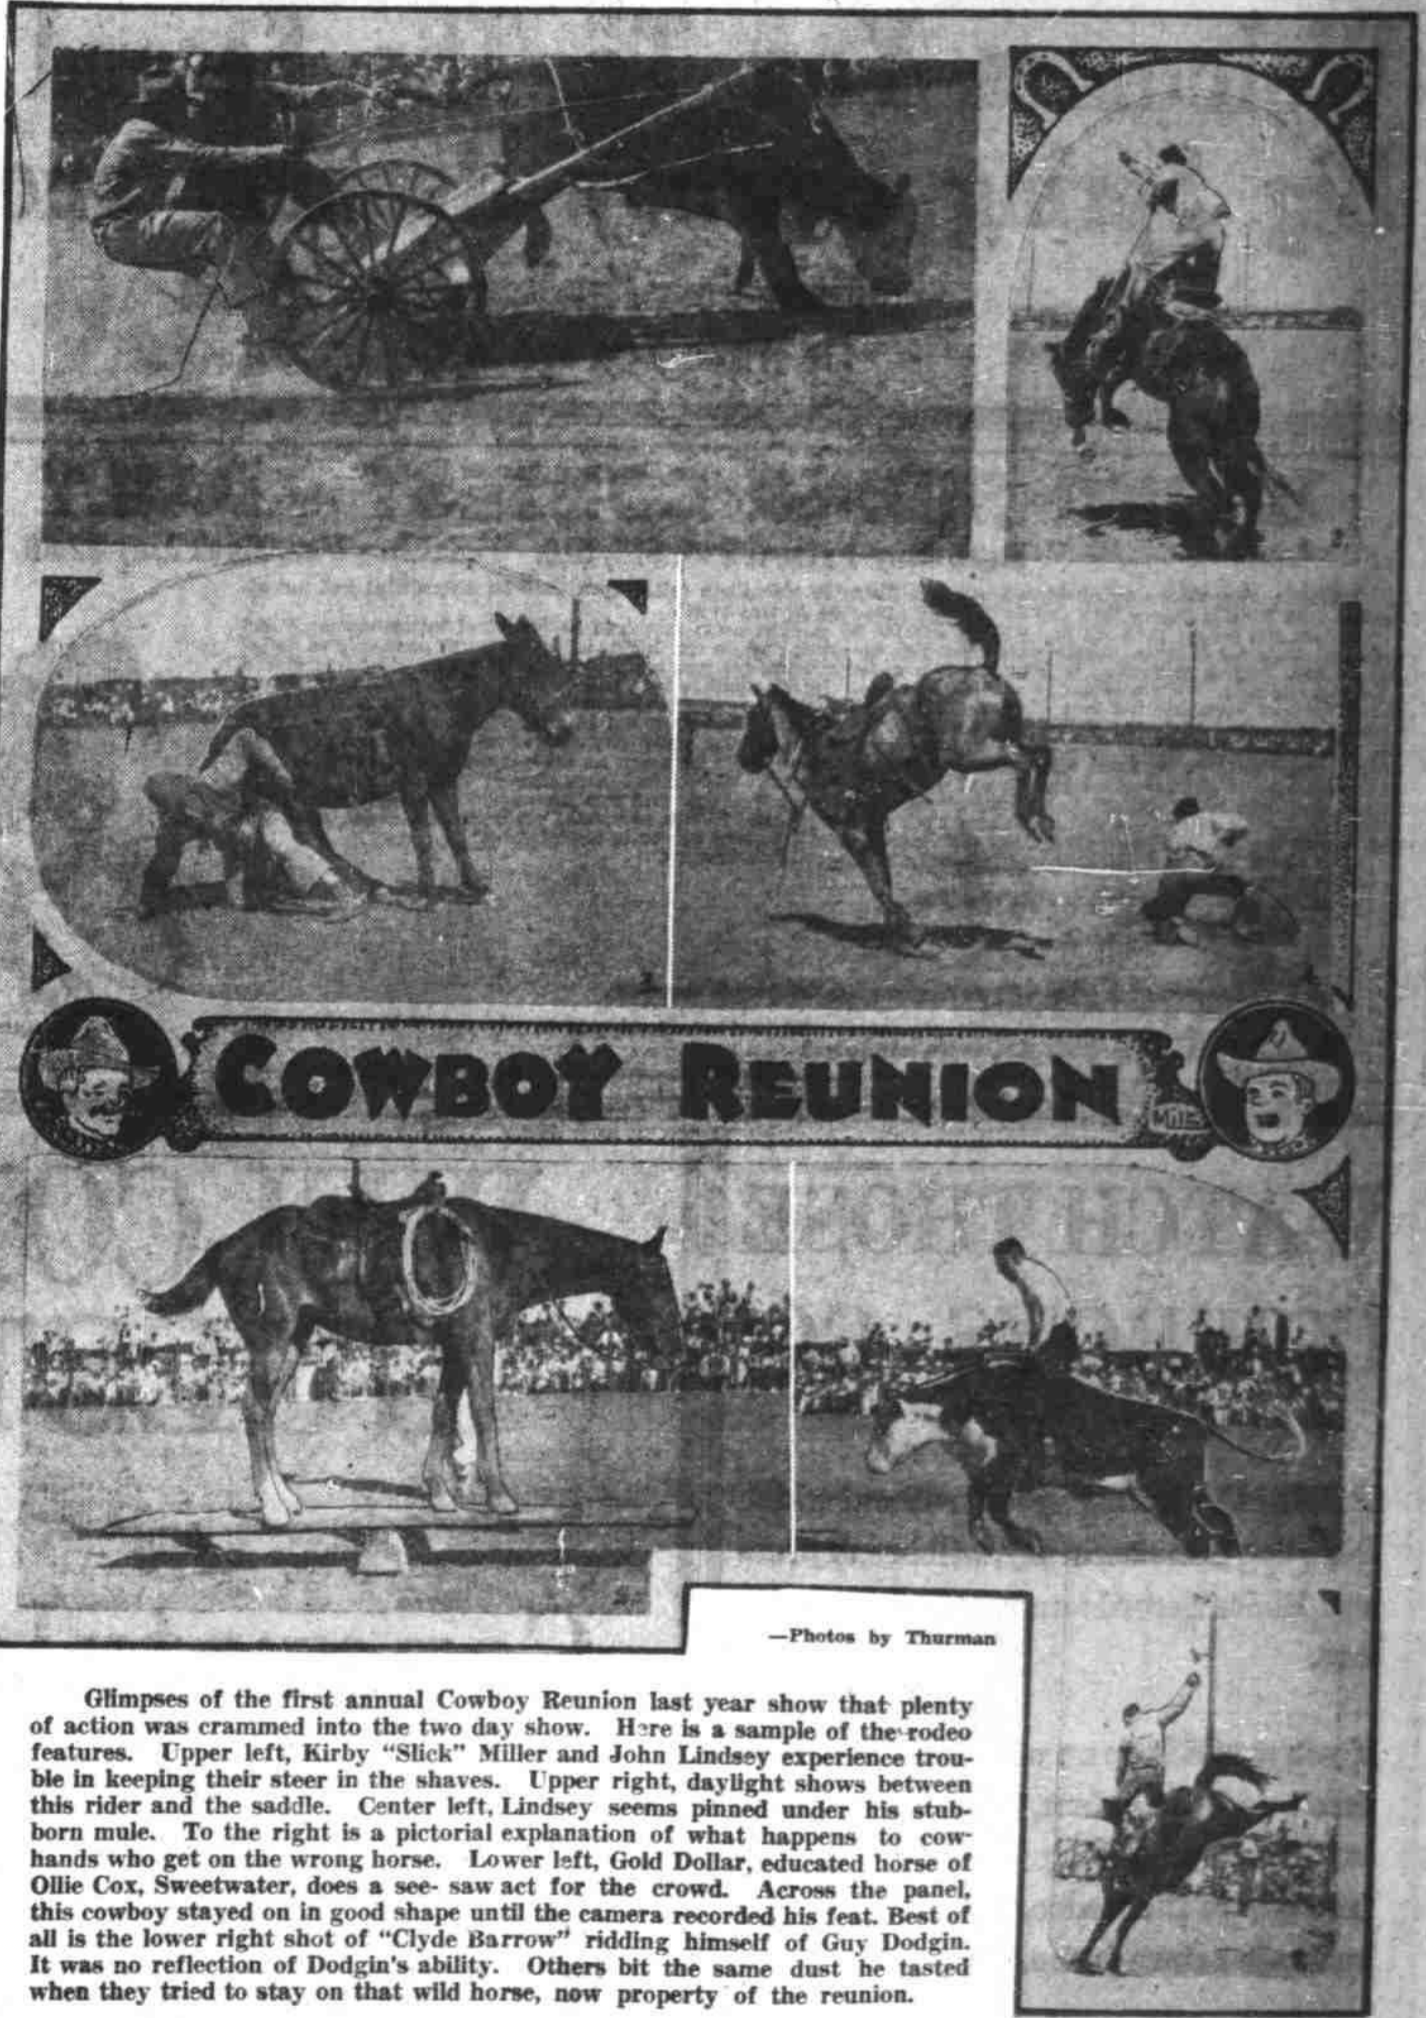 COWBOY REUNION
—Photos by Thurman
Glimpses of the first annual Cowboy Reunion last year show that plenty
of action was crammed into the two day show. Here is a sample of the rodeo
features. Upper left, Kirby “Slick” Miller and John Lindsey experience trou-
ble in keeping their steer in the shaves. Upper right, daylight shows between
this rider and the saddle. Center left, Lindsey seems pinned under his stub-
born mule. To the right is a pictorial explanation of what happens to cow-
hands who get on the wrong horse. Lower left, Gold Dollar, educated horse of
Ollie Cox, Sweetwater, does a see- saw act for the crowd. Across the panel,
this cowboy stayed on in good shape until the camera recorded his feat. Best of
all is the lower right shot of “Clyde Barrow” ridding himself of Guy Dodgin.
It was no reflection of Dodgin's ability. Others bit the same dust he tasted
when they tried to stay on that wild horse, now property of the reunion.